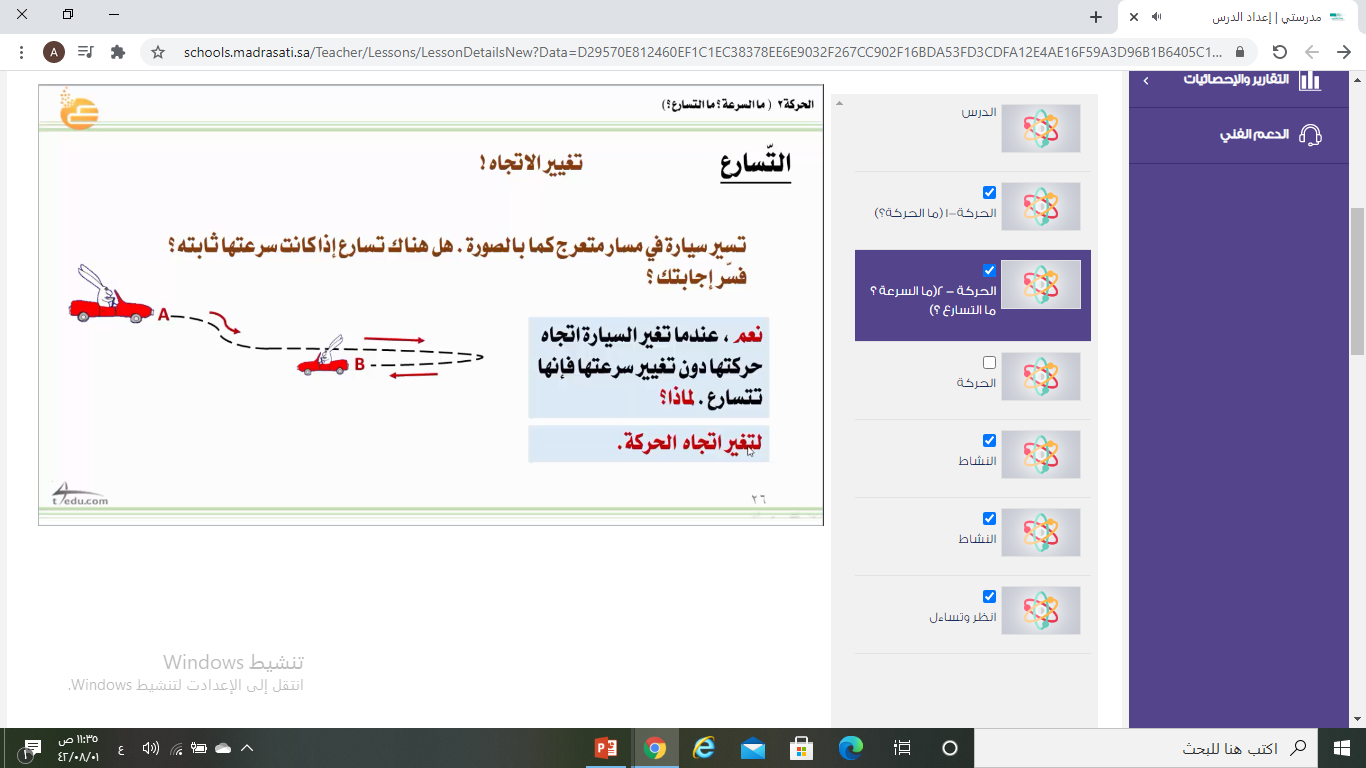 مدرستي | إعداد الدرس
schools.madrasati.sa/Teacher/Lessons/LessonDetailsNew?Data=D29570E812460EF1C1EC38378EE6E9032F267CC902F16BDA53FD3CDFA12E4AE16F59A3D96B1B6405C1...
A
التقارير والإحصائيات
الدعم الفني
الدرس
الحركة-١ (ما الحركة؟)
الحركة - ٢(ما السرعة ؟
ما التسارع ؟)
الحركة
النشاط
النشاط
انظر وتساءل
الحركة٢ ( ما السرعة؟ ما التسارع؟)
التّسارع
تغيير الاتجاه !
تسير سيارة في مسار متعرج كما بالصورة . هل هناك تسارع إذا كانت سرعتها ثابته ؟
فسّر إجابتك ؟
A
B
نعم ، عندما تغير السيارة اتجاه
حركتها دون تغيير سرعتها فإنها
تتسارع . لماذا؟
لتغير اتجاه الحركة .
t4edu.com
٢٦
تنشيط Windows
انتقل إلى الإعدادت لتنشيط Windows.
اكتب هنا للبحث
ع
١١:٣٥ ص
٤٢/٠٨/٠١
١